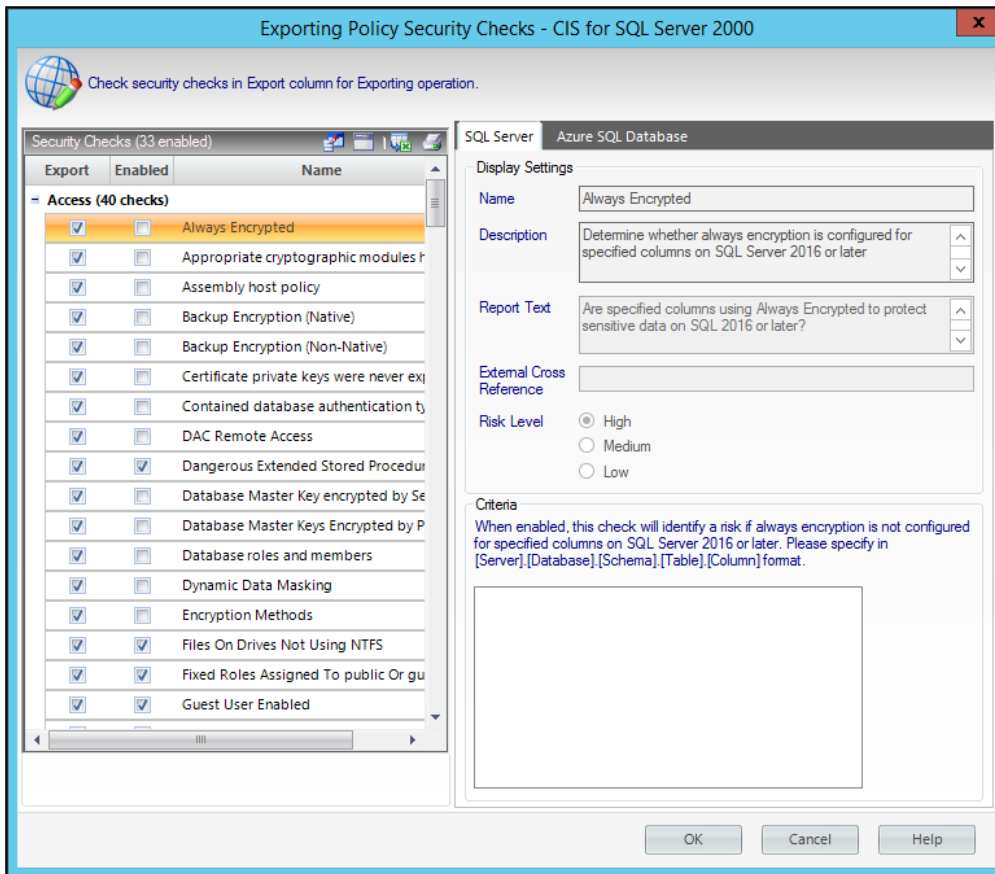 Exporting Policy Security Checks - CIS for SQL Server 2000
x
Check security checks in Export column for Exporting operation.
Security Checks (33 enabled)
Export Enabled Name
Access (40 checks)
Always Encrypted
Appropriate cryptographic modules h
Assembly host policy
Backup Encryption (Native)
Backup Encryption (Non-Native)
Certificate private keys were never exp
Contained database authentication ty
DAC Remote Access
Dangerous Extended Stored Procedur
Database Master Key encrypted by Se
Database Master Keys Encrypted by P
Database roles and members
Dynamic Data Masking
Encryption Methods
Files On Drives Not Using NTFS
Fixed Roles Assigned To public Or gu
Guest User Enabled
SQL Server Azure SQL Database
Display Settings
Name Always Encrypted
Description Determine whether always encryption is configured for
specified columns on SQL Server 2016 or later
Report Text Are specified columns using Always Encrypted to protect
sensitive data on SQL 2016 or later?
External Cross
Reference
Risk Level High
Medium
Low
Criteria
When enabled, this check will identify a risk if always encryption is not configured
for specified columns on SQL Server 2016 or later. Please specify in
[Server].[Database].[Schema].[Table].[Column] format.
OK Cancel Help